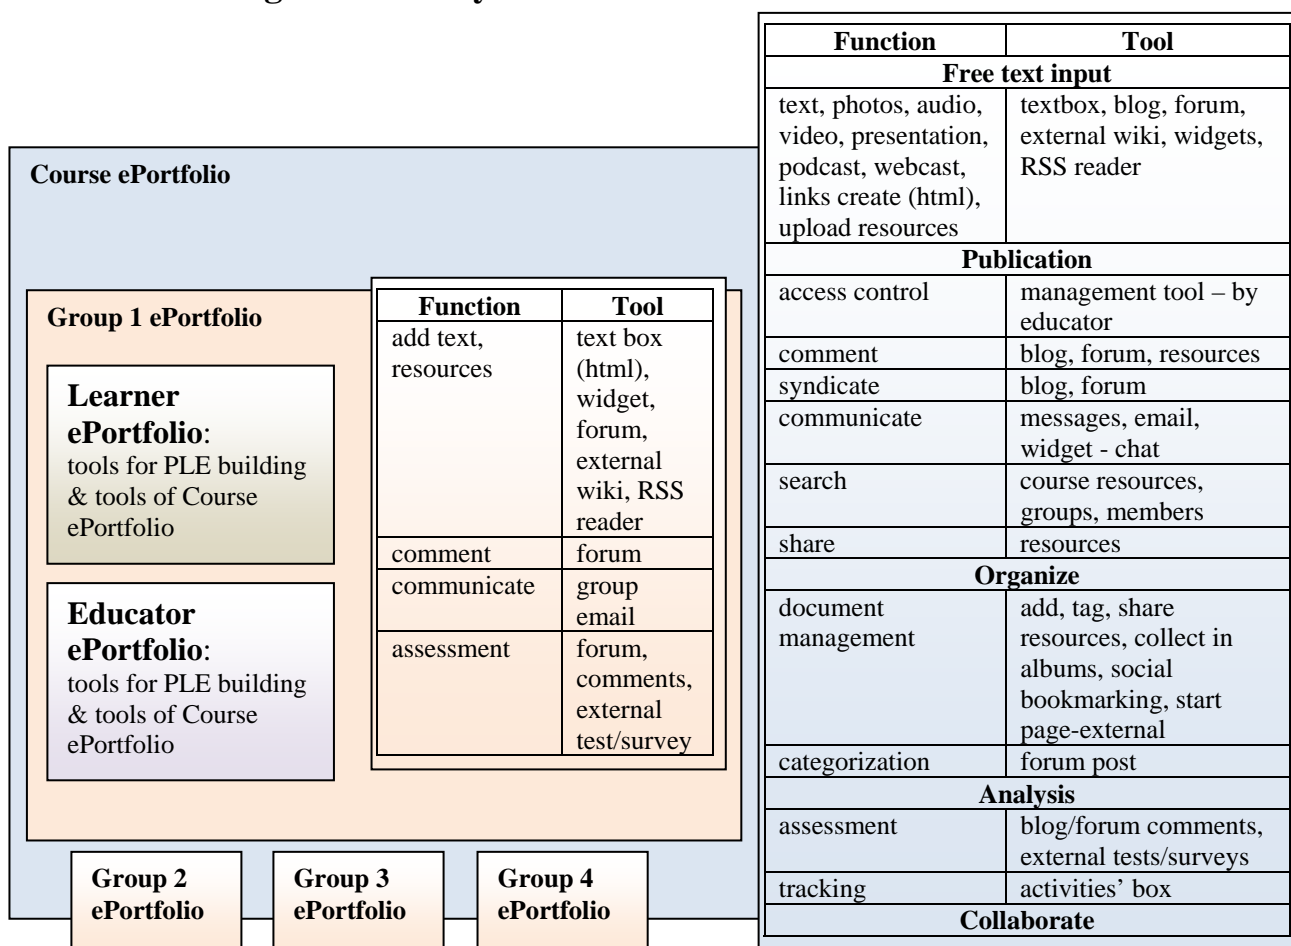 Course ePortfolio
Group 1 ePortfolio
Learner
ePortfolio:
tools for PLE building
& tools of Course
ePortfolio
Educator
ePortfolio:
tools for PLE building
& tools of Course
ePortfolio
Function Tool
add text, text box
resources (html),
widget,
forum,
external
wiki, RSS
reader
comment forum
communicate group
email
assessment forum,
comments,
external
test/survey
Group 2
ePortfolio
Group 3
ePortfolio
Group 4
ePortfolio
Function Tool
Free text input
text, photos, audio, textbox, blog, forum,
video, presentation, external wiki, widgets,
podcast, webcast, RSS reader
links create (html),
upload resources
Publication
access control management tool – by
educator
comment blog, forum, resources
syndicate blog, forum
communicate messages, email,
widget - chat
search course resources,
groups, members
share resources
Organize
document add, tag, share
management resources, collect in
albums, social
bookmarking, start
page-external
categorization forum post
Analysis
assessment blog/forum comments,
external tests/surveys
tracking activities’ box
Collaborate